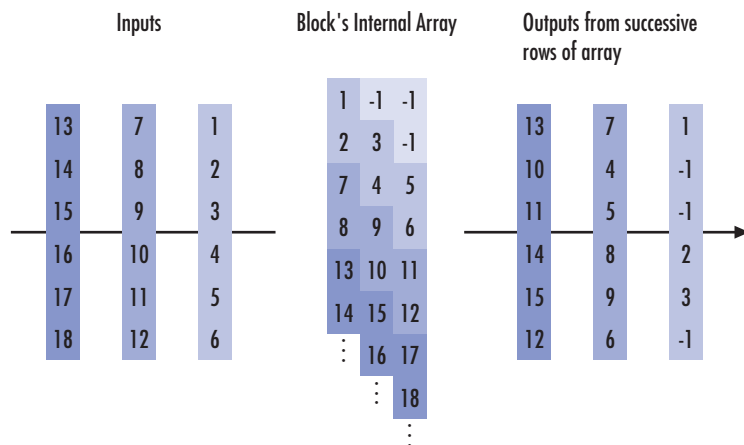 Inputs
Block's Internal Array
Outputs from successive
rows of array
13 7 1
14 8 2
15 9 3
16 10 4
17 11 5
18 12 6
1 -1 -1
2 3 -1
7 4 5
8 9 6
13 10 11
14 15 12
⋮ 16 17
⋮ 18
⋮
13 7 1
10 4 -1
11 5 -1
14 8 2
15 9 3
12 6 -1